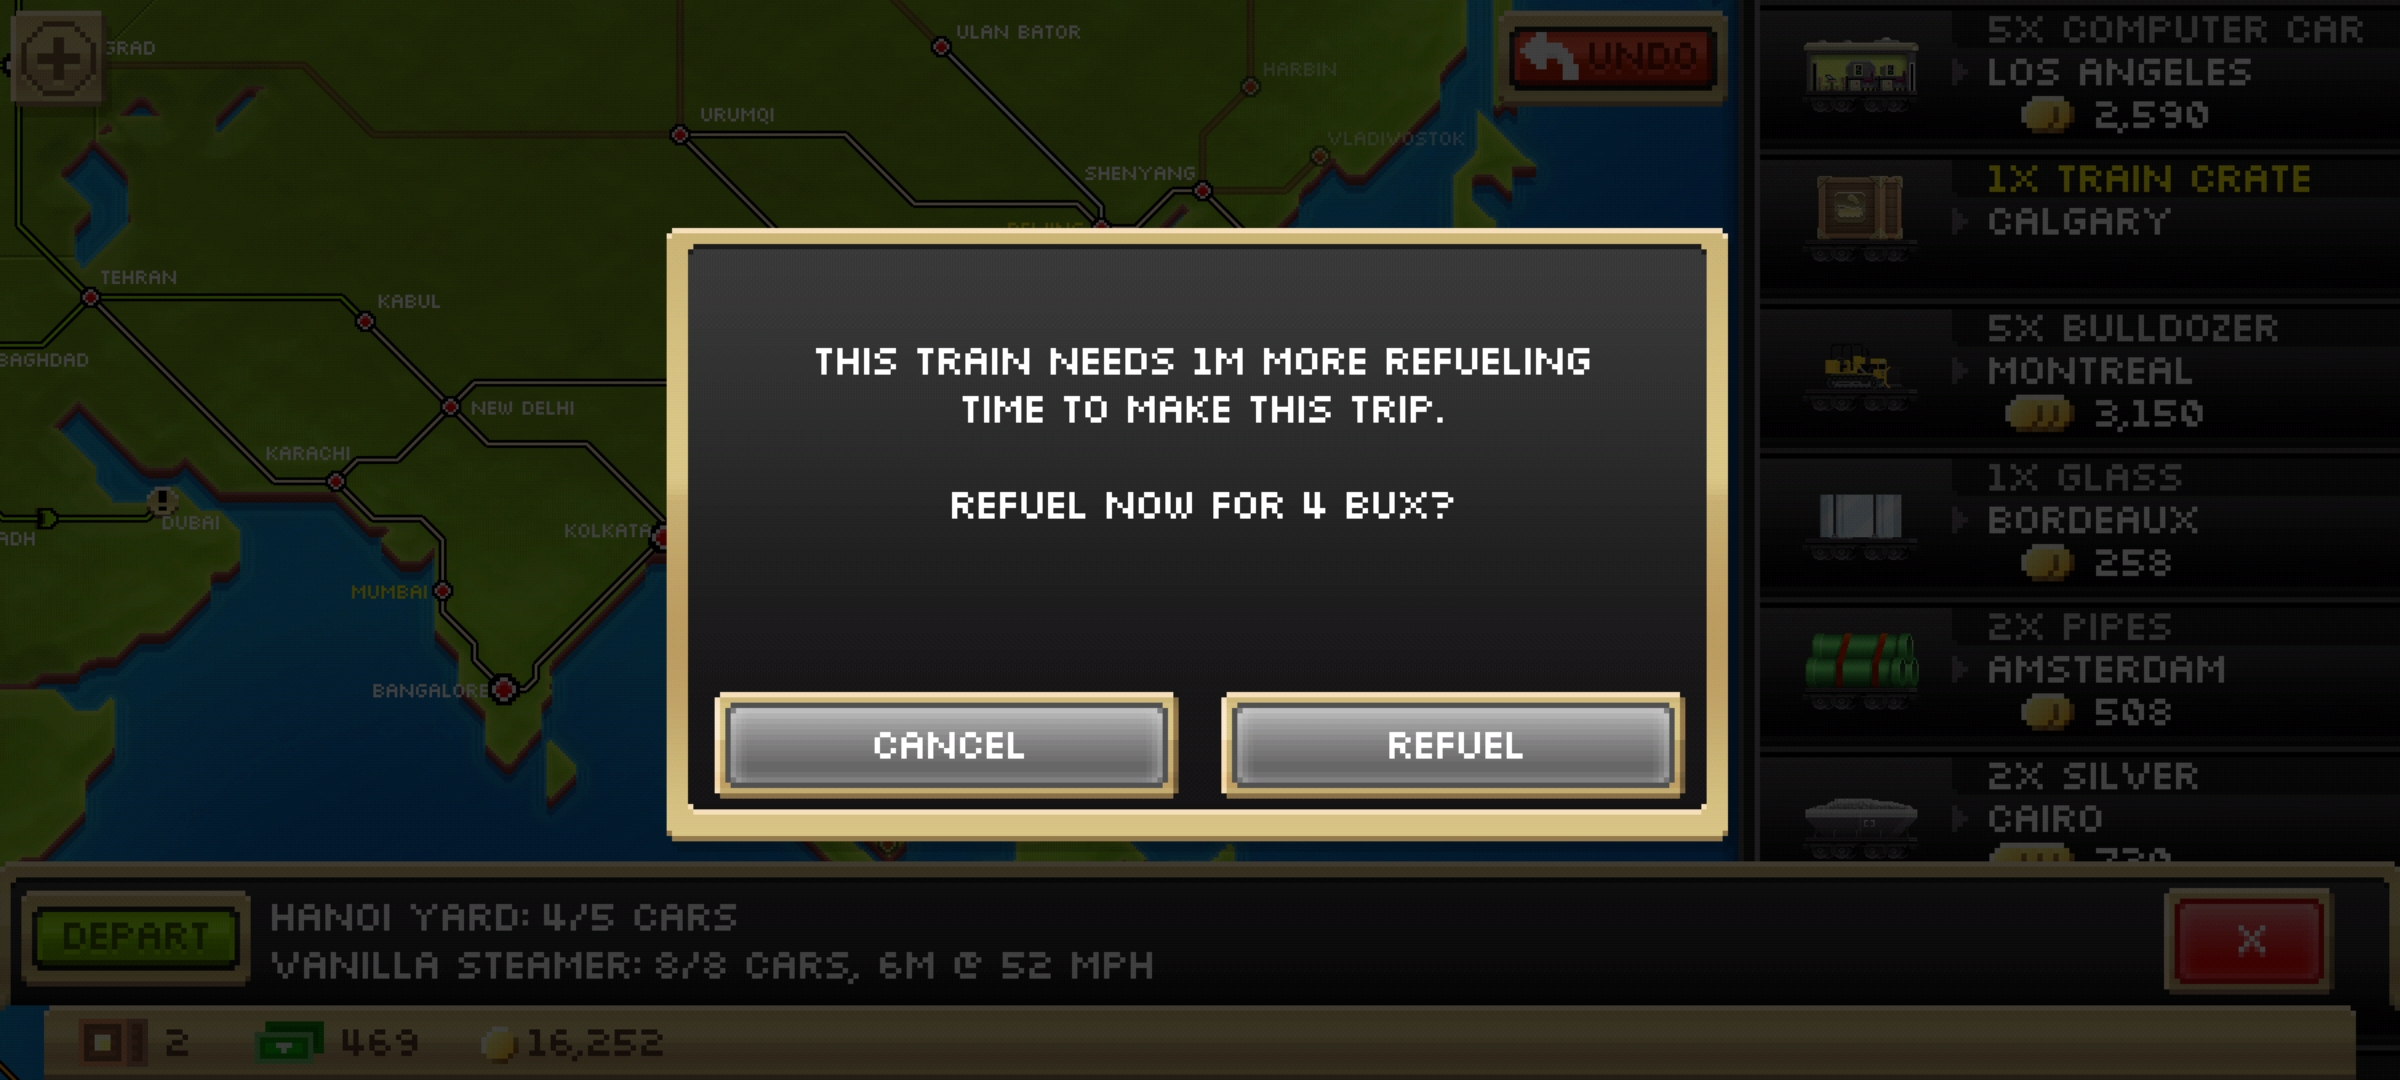 GRAD
ULAN BATOR
HARBIN
URUMQI
VLADIVOSTOK
SHENYANG
BEIJING
TEHRAN
KABUL
BAGHDAD
NEW DELHI
KARACHI
DUBAI
ADH
KOLKATA
MUMBAI
BANGALORE
UNDO
THIS TRAIN NEEDS 1M MORE REFUELING
TIME TO MAKE THIS TRIP.
REFUEL NOW FOR 4 BUX?
CANCEL
REFUEL
5X COMPUTER CAR
LOS ANGELES
2,590
1X TRAIN CRATE
CALGARY
5X BULLDOZER
MONTREAL
3,150
1X GLASS
BORDEAUX
258
2X PIPES
AMSTERDAM
508
2X SILVER
CAIRO
DEPART
HANOI YARD: 4/5 CARS
VANILLA STEAMER: 8/8 CARS, 6M @ 52 MPH
X
2
469
16,252